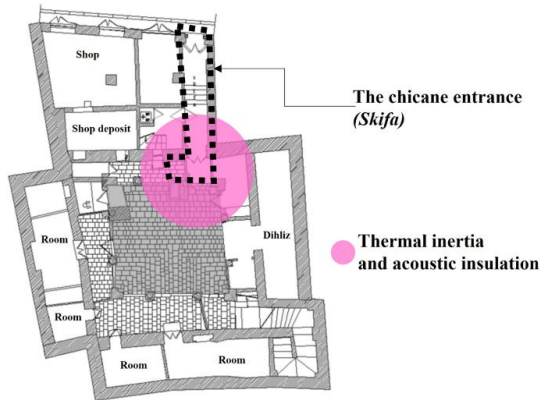 Shop
The chicane entrance
(Skifa)
Shop deposit
Room
Dihliz
Thermal inertia
and acoustic insulation
Room
Room
Room